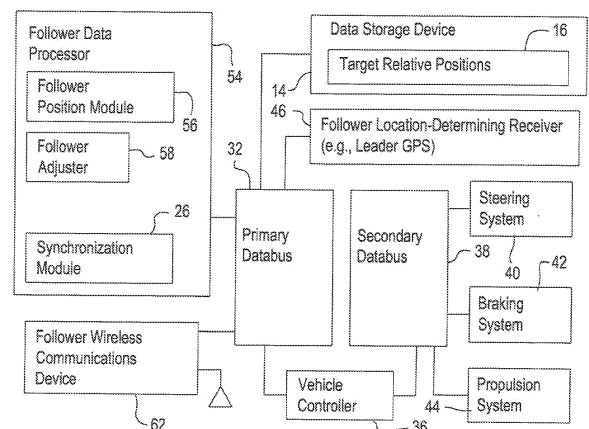 Follower Data
Processor
54
Follower
Position Module
56
Follower
Adjuster
58
26
Synchronization
Module
Follower Wireless
Communications
Device
62
Data Storage Device
16
Target Relative Positions
14
46
Follower Location-Determining Receiver
(e.g., Leader GPS)
32
Primary
Databus
Secondary
Databus
38
Steering
System
40
42
Braking
System
Propulsion
System
44
Vehicle
Controller
36